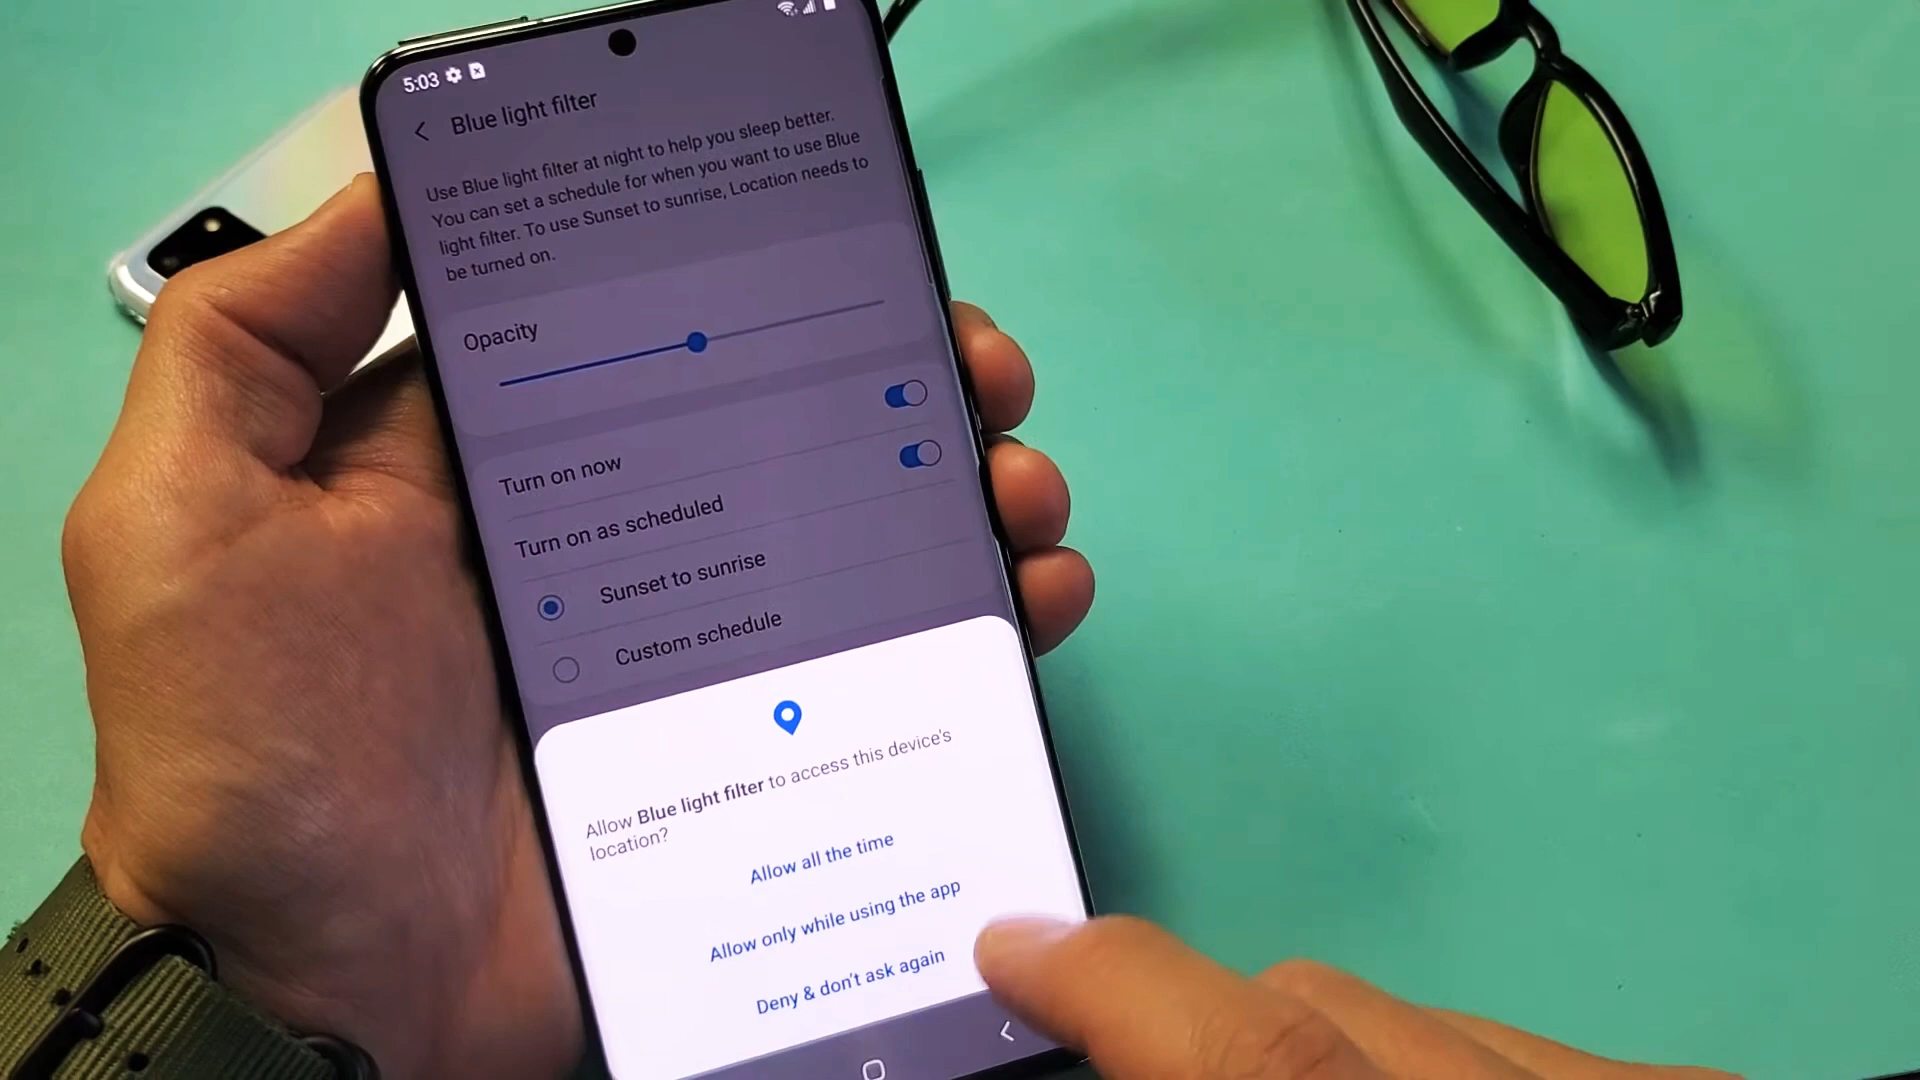 5:03
Blue light filter
Use Blue light filter at night to help you sleep better.
You can set a schedule for when you want to use Blue
light filter. To use Sunset to sunrise, Location needs to
be turned on.
Opacity
Turn on now
Turn on as scheduled
Sunset to sunrise
Custom schedule
Allow Blue light filter to access this device's
location?
Allow all the time
Allow only while using the app
Deny & don't ask again